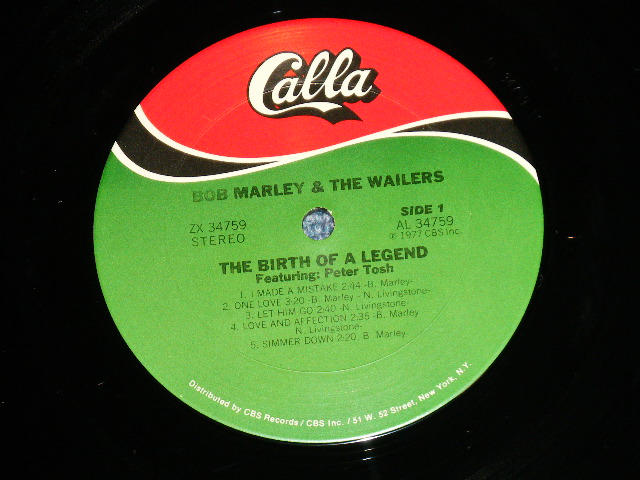 Calla
BOB MARLEY & THE WAILERS
ZX 34759
STEREO
SIDE 1
AL 34759
℗ 1977 CBS Inc.
THE BIRTH OF A LEGEND
Featuring: Peter Tosh
1. I MADE A MISTAKE 2:44 -B. Marley-
2. ONE LOVE 3:20 -B. Marley - N. Livingstone-
3. LET HIM GO 2:40 -N. Livingstone-
4. LOVE AND AFFECTION 2:35 -B. Marley
N. Livingstone-
5. SIMMER DOWN 2:20 B. Marley
Distributed by CBS Records / CBS Inc. / 51 W. 52 Street, New York, N.Y.